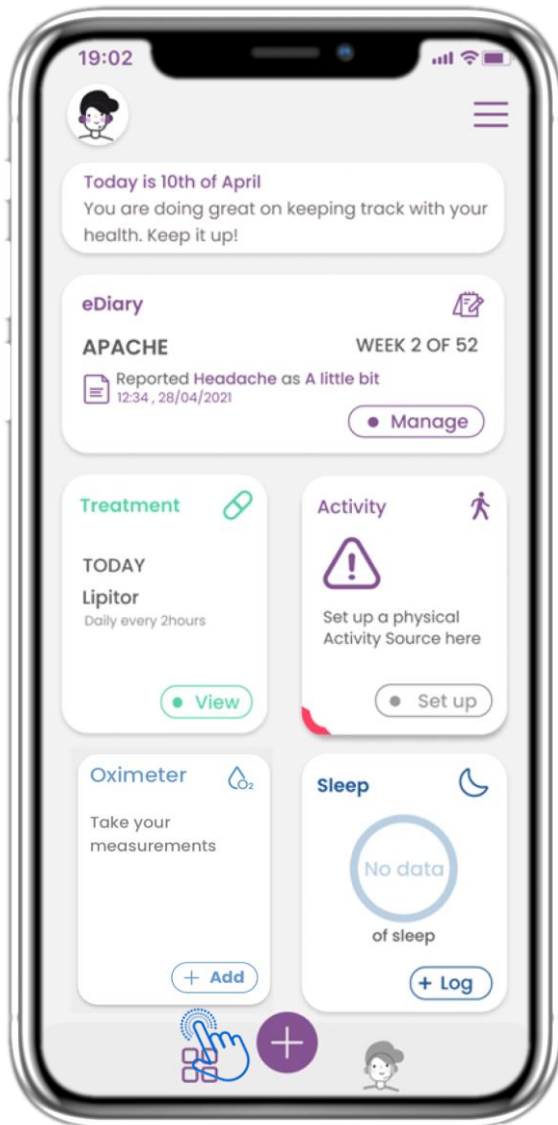 19:02
Today is 10th of April
You are doing great on keeping track with your
health. Keep it up!
eDiary
APACHE
WEEK 2 OF 52
Reported Headache as A little bit
12:34 , 28/04/2021
Manage
Treatment
TODAY
Lipitor
Daily every 2hours
View
Activity
Set up a physical
Activity Source here
Set up
Oximeter
O₂
Take your
measurements
+ Add
Sleep
No data
of sleep
+ Log